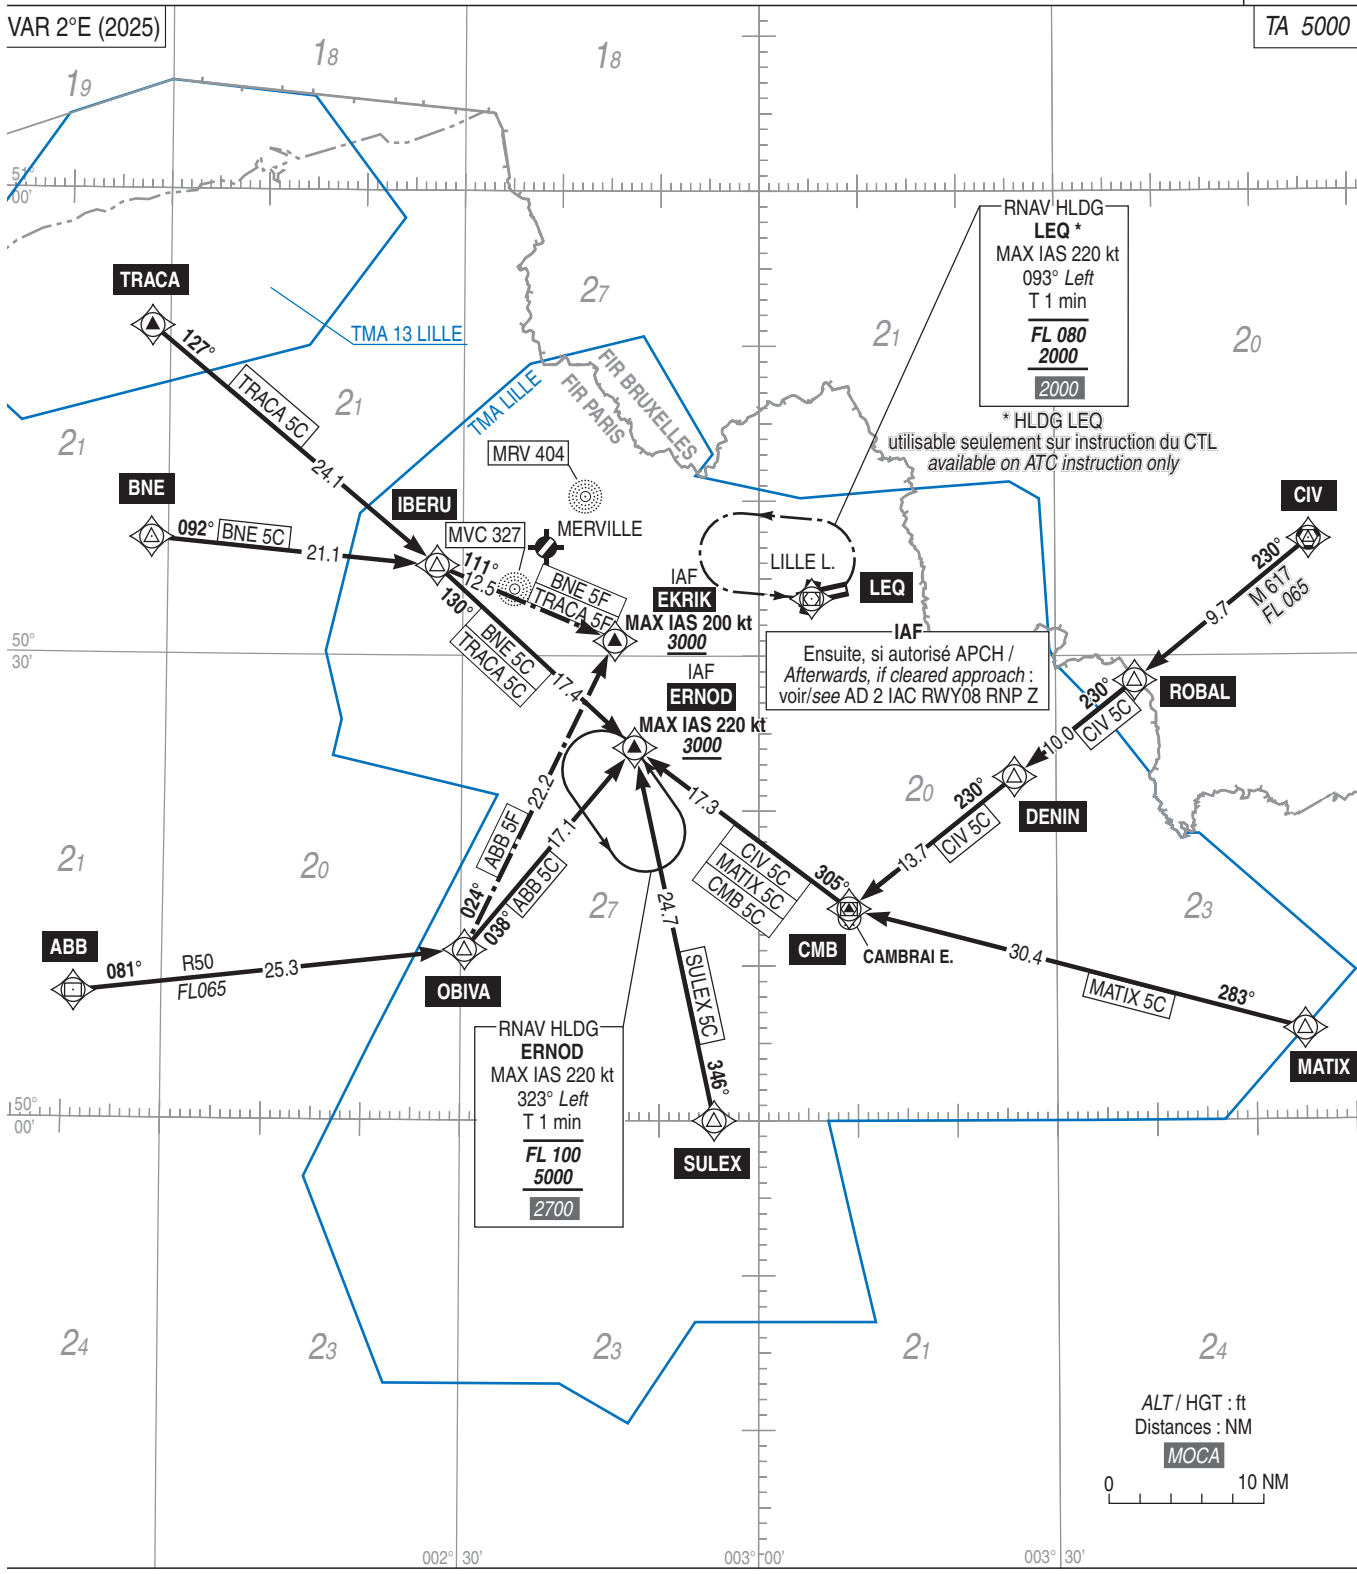 VAR 2°E (2025)
TA 5000
19
18
18
51°
00'
RNAV HLDG
LEQ *
MAX IAS 220 kt
093° Left
T 1 min
FL 080
2000
2000
* HLDG LEQ
utilisable seulement sur instruction du CTL
available on ATC instruction only
TRACA
127°
TRACA 5C
24.1
TMA 13 LILLE
27
21
20
21
21
TMA LILLE
FIR BRUXELLES
FIR PARIS
MRV 404
MERVILLE
MVC 327
BNE
092°
BNE 5C
21.1
IBERU
111°
12.5
BNE 5F
TRACA 5F
130°
BNE 5C
TRACA 5C
17.4
LILLE L.
LEQ
IAF
EKRIK
MAX IAS 200 kt
3000
IAF
ERNOD
MAX IAS 220 kt
3000
IAF
Ensuite, si autorisé APCH /
Afterwards, if cleared approach :
voir/see AD 2 IAC RWY08 RNP Z
CIV
230°
M 617
FL 065
9.7
ROBAL
230°
CIV 5C
10.0
DENIN
230°
CIV 5C
13.7
50°
30'
20
17.3
CIV 5C
MATIX 5C
CMB 5C
305°
CMB
CAMBRAI E.
30.4
MATIX 5C
283°
MATIX
23
21
20
27
ABB 5F
22.2
024°
ABB 5C
17.1
038°
ABB
081°
R50
FL065
25.3
OBIVA
24.7
SULEX 5C
346°
SULEX
RNAV HLDG
ERNOD
MAX IAS 220 kt
323° Left
T 1 min
FL 100
5000
2700
50°
00'
24
23
23
21
24
ALT / HGT : ft
Distances : NM
MOCA
0
10 NM
002° 30'
003° 00'
003° 30'